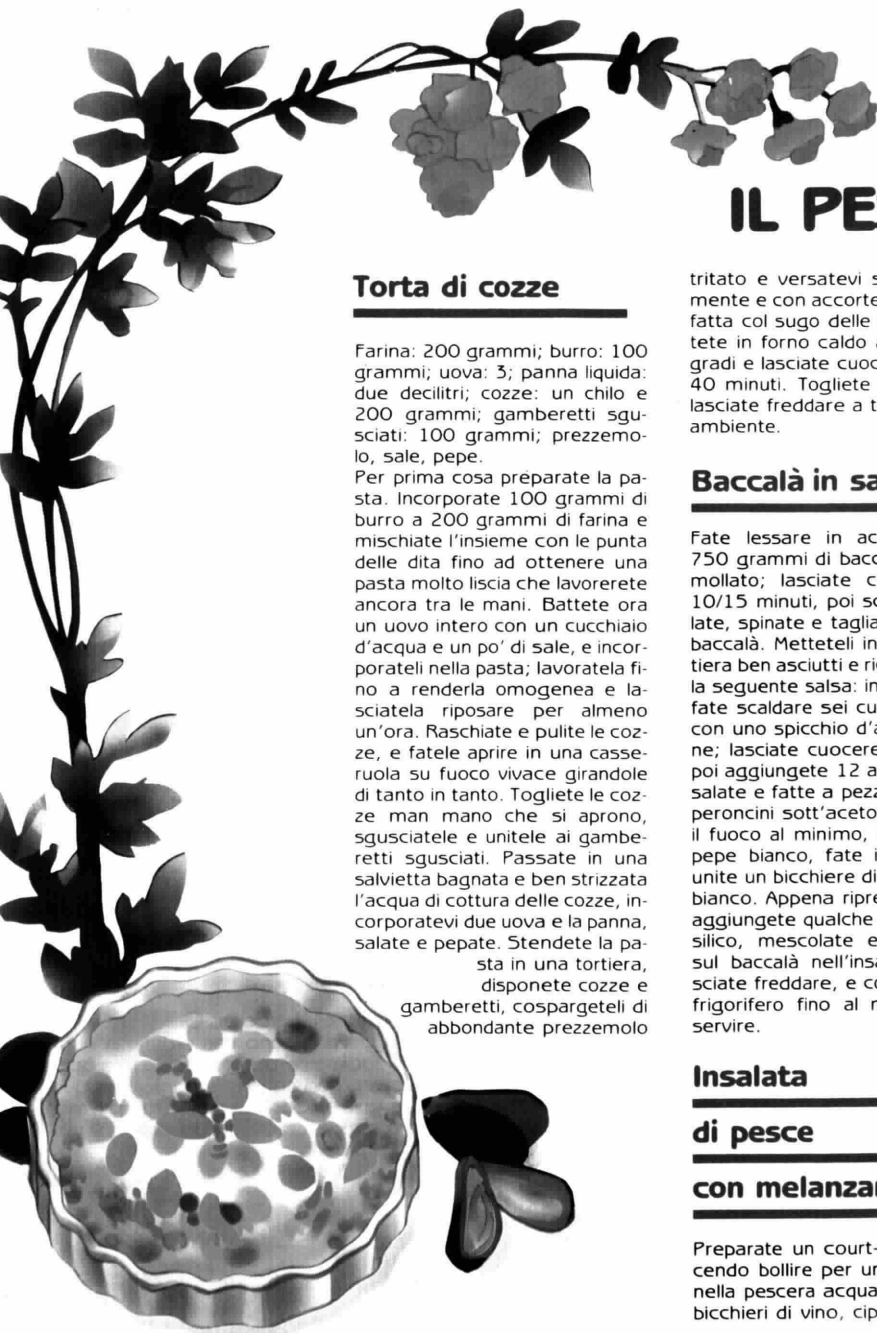 IL PE
Torta di cozze
Farina: 200 grammi; burro: 100
grammi; uova: 3; panna liquida:
due decilitri; cozze: un chilo e
200 grammi; gamberetti sgu-
sciati: 100 grammi; prezzemo-
lo, sale, pepe.
Per prima cosa preparate la pa-
sta. Incorporate 100 grammi di
burro a 200 grammi di farina e
mischiate l'insieme con le punta
delle dita fino ad ottenere una
pasta molto liscia che lavorerete
ancora tra le mani. Battete ora
un uovo intero con un cucchiaio
d'acqua e un po' di sale, e incor-
porateli nella pasta; lavoratela fi-
no a renderla omogenea e la-
sciatela riposare per almeno
un'ora. Raschiate e pulite le coz-
ze, e fatele aprire in una casse-
ruola su fuoco vivace girandole
di tanto in tanto. Togliete le coz-
ze man mano che si aprono,
sgusciatele e unitele ai gambe-
retti sgusciati. Passate in una
salvietta bagnata e ben strizzata
l'acqua di cottura delle cozze, in-
corporatevi due uova e la panna,
salate e pepate. Stendete la pa-
sta in una tortiera,
disponete cozze e
gamberetti, cospargeteli di
abbondante prezzemolo
tritato e versatevi s
mente e con accorte
fatta col sugo delle
tete in forno caldo a
gradi e lasciate cuoc
40 minuti. Togliete
lasciate freddare a t
ambiente.
Baccalà in sa
Fate lessare in ac
750 grammi di bacc
mollato; lasciate c
10/15 minuti, poi sc
late, spinate e taglia
baccalà. Metteteli in
tiera ben asciutti e ri
la seguente salsa: in
fate scaldare sei cu
con uno spicchio d'a
ne; lasciate cuocere
poi aggiungete 12 a
salate e fatte a pezz
peroncini sott'aceto
il fuoco al minimo,
pepe bianco, fate i
unite un bicchiere di
bianco. Appena ripre
aggiungete qualche
silico, mescolate e
sul baccalà nell'insa
sciate freddare, e co
frigorifero fino al m
servire.
Insalata
di pesce
con melanza
Preparate un court-
cendo bollire per un
nella pescera acqua
bicchieri di vino, cip